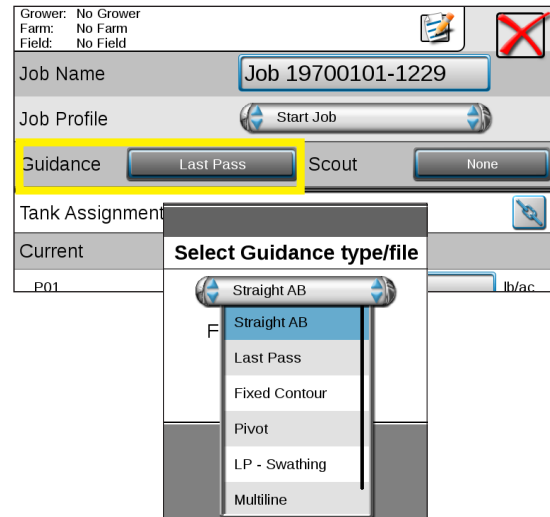 Grower: No Grower
Farm: No Farm
Field: No Field
Job Name Job 19700101-1229
Job Profile Start Job
Guidance Last Pass Scout None
Tank Assignment
Current
P01 lb/ac
Select Guidance type/file
Straight AB
F
Straight AB
Last Pass
Fixed Contour
Pivot
LP - Swathing
Multiline